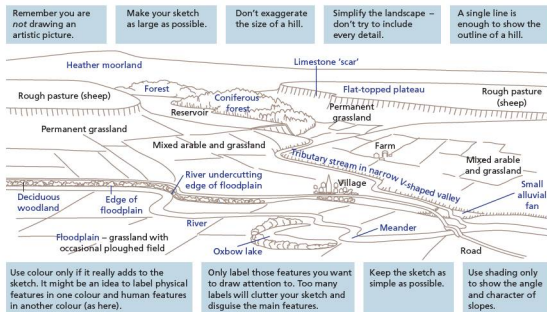 Remember you are
not drawing an
artistic picture.
Make your sketch
as large as possible.
Don't exaggerate
the size of a hill.
Simplify the landscape –
don't try to include
every detail.
A single line is
enough to show the
outline of a hill.
Heather moorland
Limestone 'scar'
Rough pasture (sheep)
Forest
Coniferous
forest
Reservoir
Flat-topped plateau
Permanent
grassland
Rough pasture
(sheep)
Permanent grassland
Mixed arable and grassland
Farm
Mixed arable
and grassland
Tributary stream in narrow V-shaped valley
River undercutting
edge of floodplain
Village
Small
alluvial
fan
Deciduous
woodland
Edge of
floodplain
River
Meander
Floodplain – grassland with
occasional ploughed field
Oxbow lake
Road
Use colour only if it really adds to the
sketch. It might be an idea to label physical
features in one colour and human features
in another colour (as here).
Only label those features you want
to draw attention to. Too many
labels will clutter your sketch and
disguise the main features.
Keep the sketch as
simple as possible.
Use shading only
to show the angle
and character of
slopes.